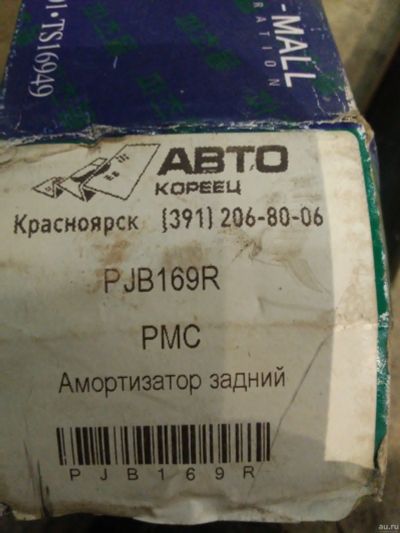 -MALL
RATION
TS16949
АВТО
КОРЕЕЦ
Красноярск (391) 206-80-06
PJB169R
PMC
Амортизатор задний
PJB169R
au.ru